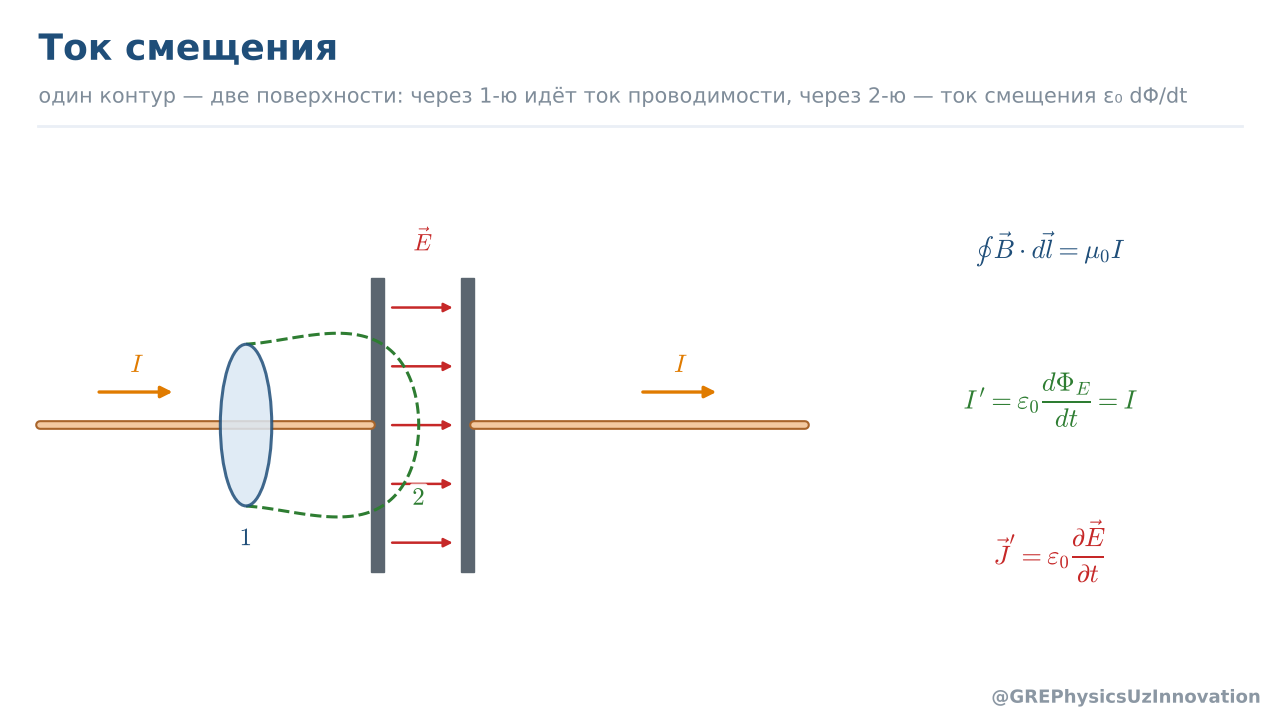 Ток смещения
один контур — две поверхности: через 1-ю идёт ток проводимости, через 2-ю — ток смещения ε₀ dΦ/dt
E⃗
∮B⃗ · dl⃗ = μ₀I
I
I
I′ = ε₀ dΦ_E/dt = I
2
1
J⃗′ = ε₀ ∂E⃗/∂t
@GREPhysicsUzInnovation